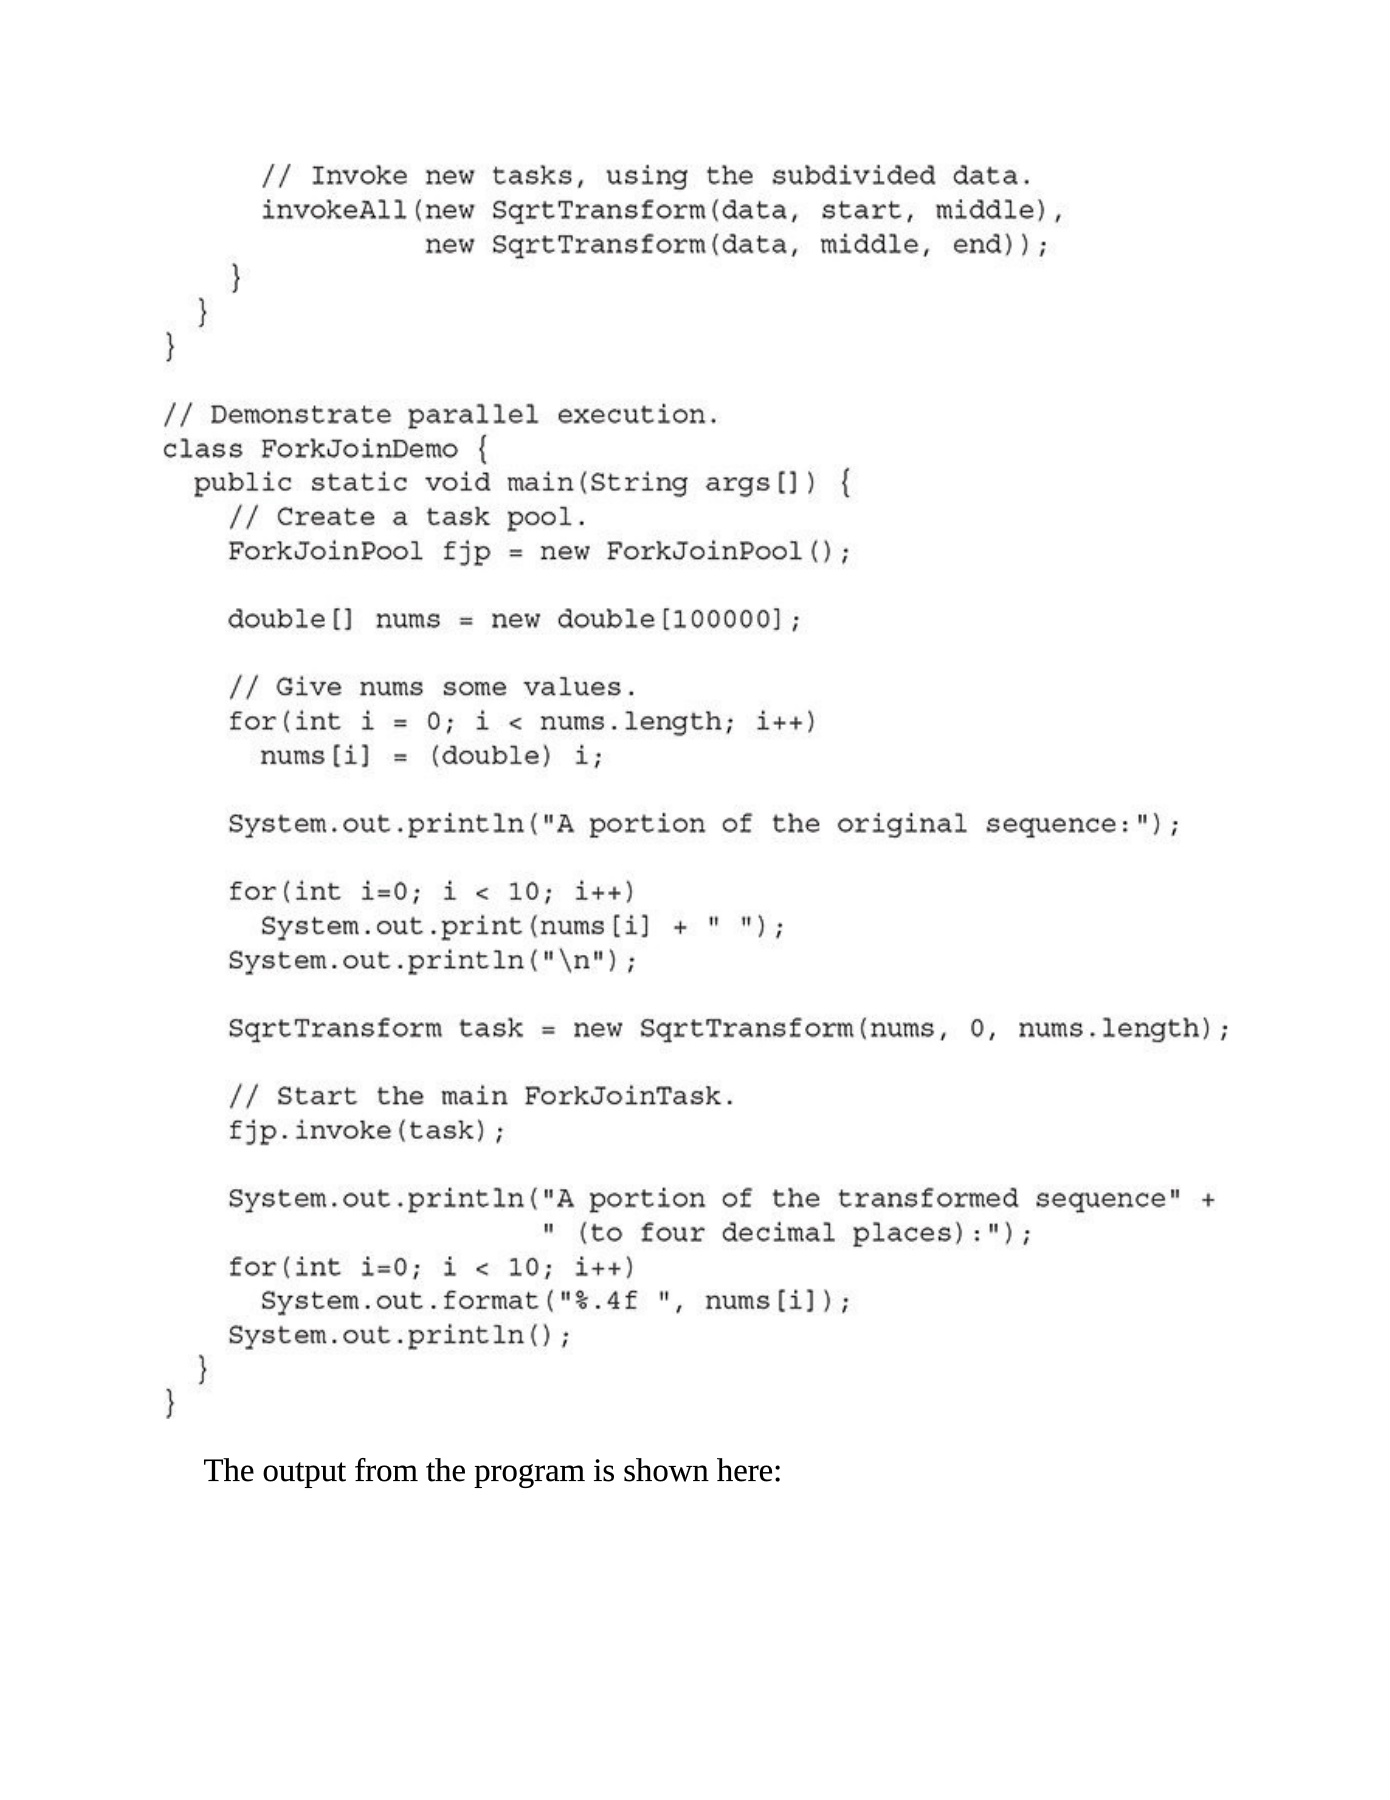 // Invoke new tasks, using the subdivided data.
      invokeAll(new SqrtTransform(data, start, middle),
                new SqrtTransform(data, middle, end));
    }
  }
}

// Demonstrate parallel execution.
class ForkJoinDemo {
  public static void main(String args[]) {
    // Create a task pool.
    ForkJoinPool fjp = new ForkJoinPool();

    double[] nums = new double[100000];

    // Give nums some values.
    for(int i = 0; i < nums.length; i++)
      nums[i] = (double) i;

    System.out.println("A portion of the original sequence:");

    for(int i=0; i < 10; i++)
      System.out.print(nums[i] + " ");
    System.out.println("\n");

    SqrtTransform task = new SqrtTransform(nums, 0, nums.length);

    // Start the main ForkJoinTask.
    fjp.invoke(task);

    System.out.println("A portion of the transformed sequence" +
                       " (to four decimal places):");
    for(int i=0; i < 10; i++)
      System.out.format("%.4f ", nums[i]);
    System.out.println();
  }
}
The output from the program is shown here: